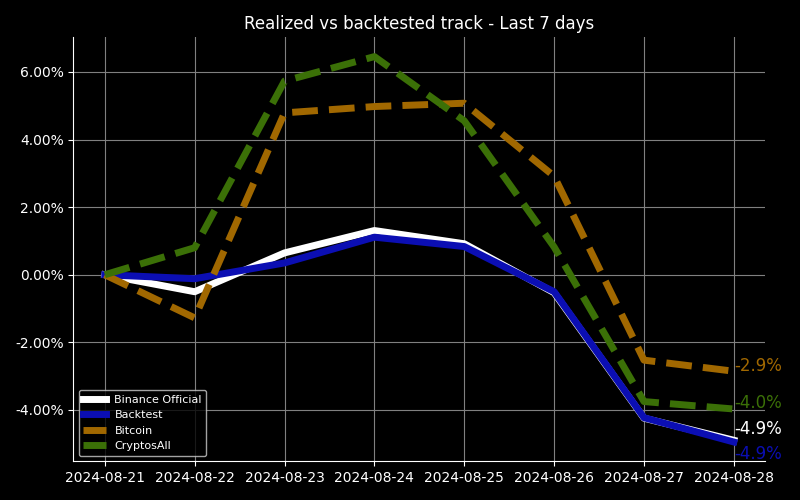 Realized vs backtested track - Last 7 days
6.00%
4.00%
2.00%
0.00%
-2.00%
-4.00%
-2.9%
-4.0%
-4.9%
-4.9%
Binance Official
Backtest
Bitcoin
CryptosAll
2024-08-21 2024-08-22 2024-08-23 2024-08-24 2024-08-25 2024-08-26 2024-08-27 2024-08-28